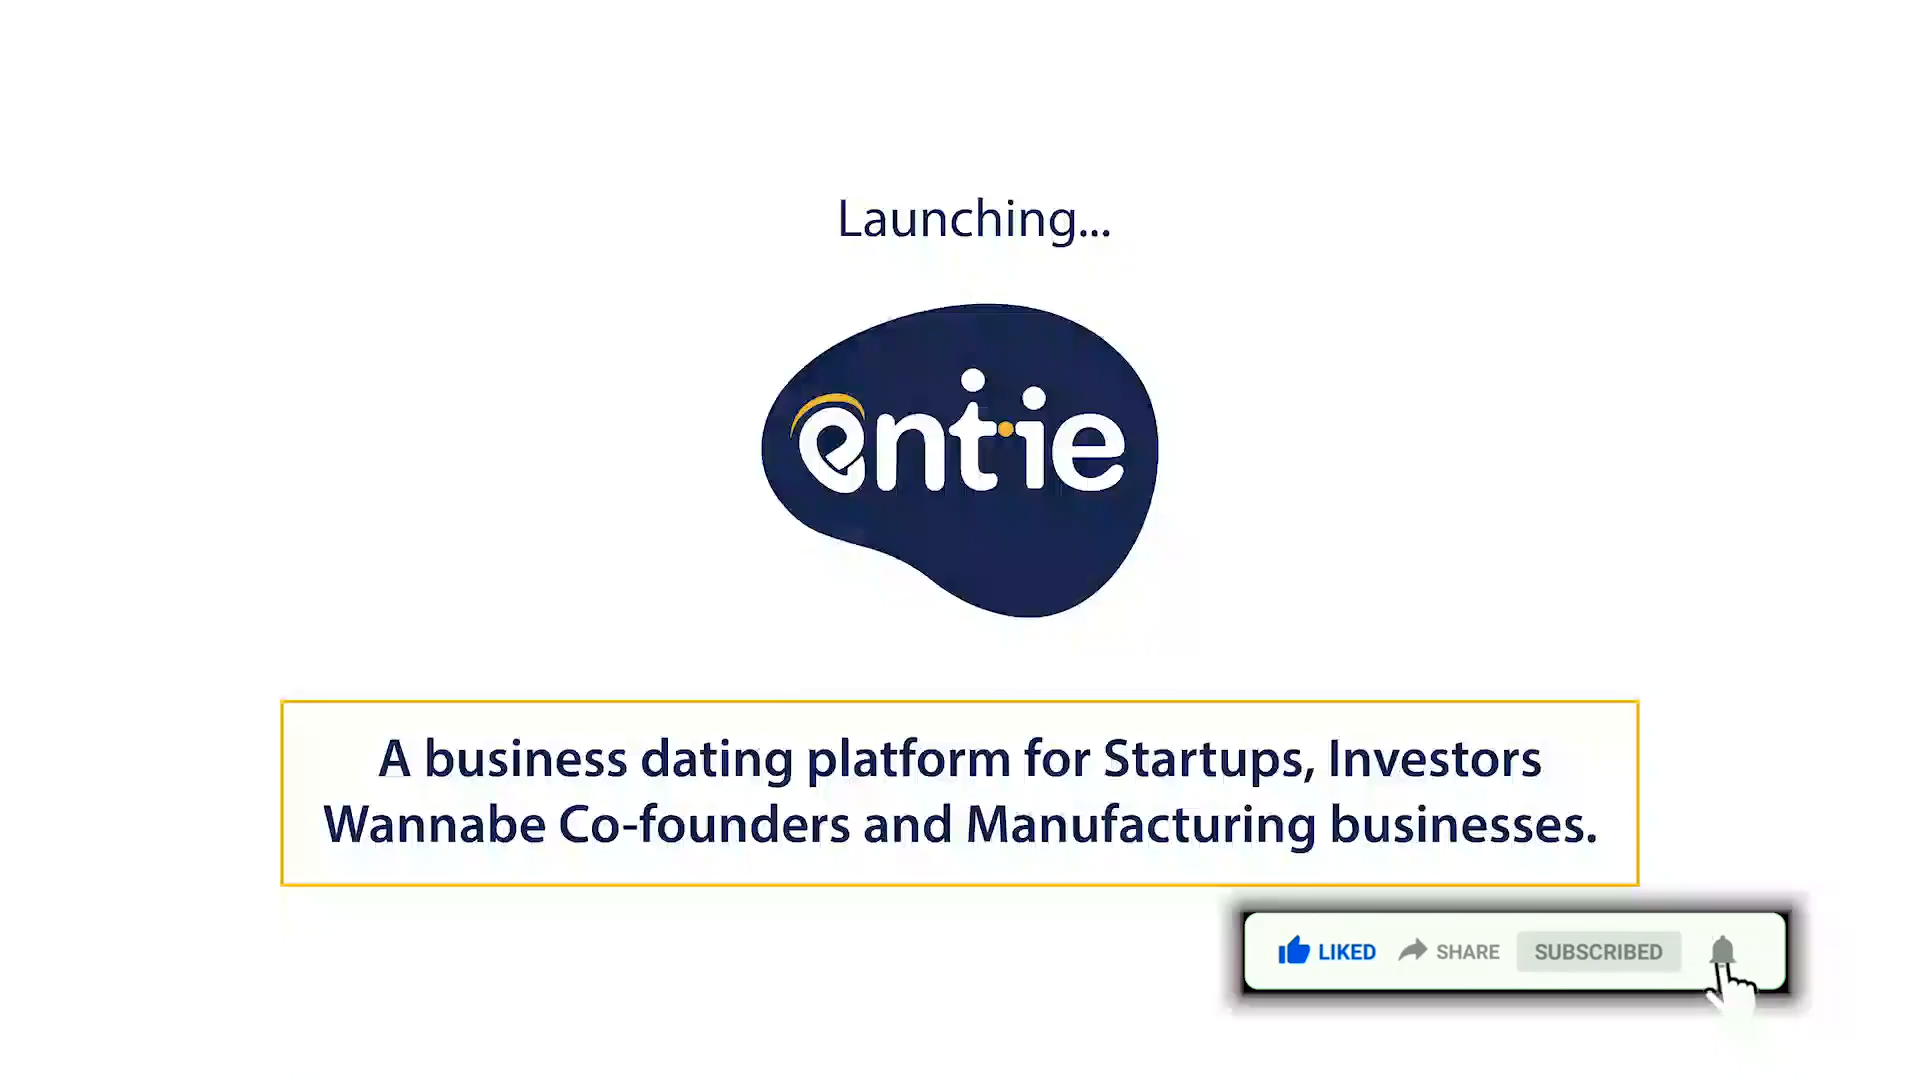 Launching...
entie
A business dating platform for Startups, Investors
Wannabe Co-founders and Manufacturing businesses.
LIKED SHARE SUBSCRIBED